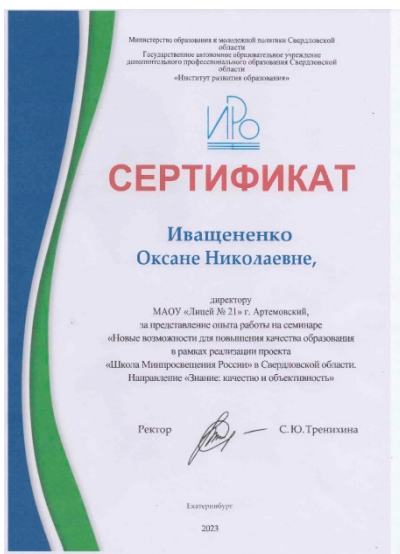 Министерство образования и молодежной политики Свердловской
области
Государственное автономное образовательное учреждение
дополнительного профессионального образования Свердловской
области
«Институт развития образования»
ИРО
СЕРТИФИКАТ
Иващененко
Оксане Николаевне,
директору
МАОУ «Лицей № 21» г. Артемовский,
за представление опыта работы на семинаре
«Новые возможности для повышения качества образования
в рамках реализации проекта
«Школа Минпросвещения России» в Свердловской области.
Направление «Знание: качество и объективность»
Ректор С. Ю. Тренихина
Екатеринбург
2023